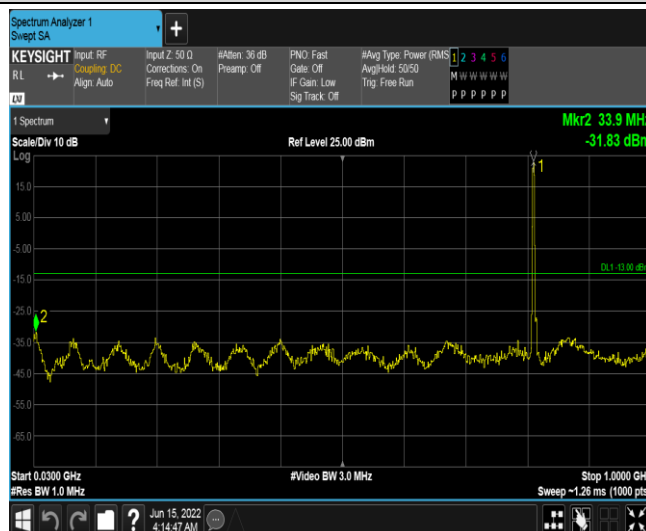 Spectrum Analyzer 1
Swept SA
+
KEYSIGHT
RL
LXI
Input: RF
Coupling: DC
Align: Auto
Input Z: 50 Ω
Corrections: On
Freq Ref: Int (S)
#Atten: 36 dB
Preamp: Off
PNO: Fast
Gate: Off
IF Gain: Low
Sig Track: Off
#Avg Type: Power (RMS
Avg|Hold: 50/50
Trig: Free Run
1 2 3 4 5 6
M W W W W W
P P P P P P
1 Spectrum
Mkr2 33.9 MHz
Scale/Div 10 dB
Ref Level 25.00 dBm
-31.83 dBm
Log
1
15.0
5.00
-5.00
DL1 -13.00 dBm
-15.0
-25.0
2
-35.0
-45.0
-55.0
-65.0
Start 0.0300 GHz
#Video BW 3.0 MHz
Stop 1.0000 GHz
#Res BW 1.0 MHz
Sweep ~1.26 ms (1000 pts
?
Jun 15, 2022
4:14:47 AM